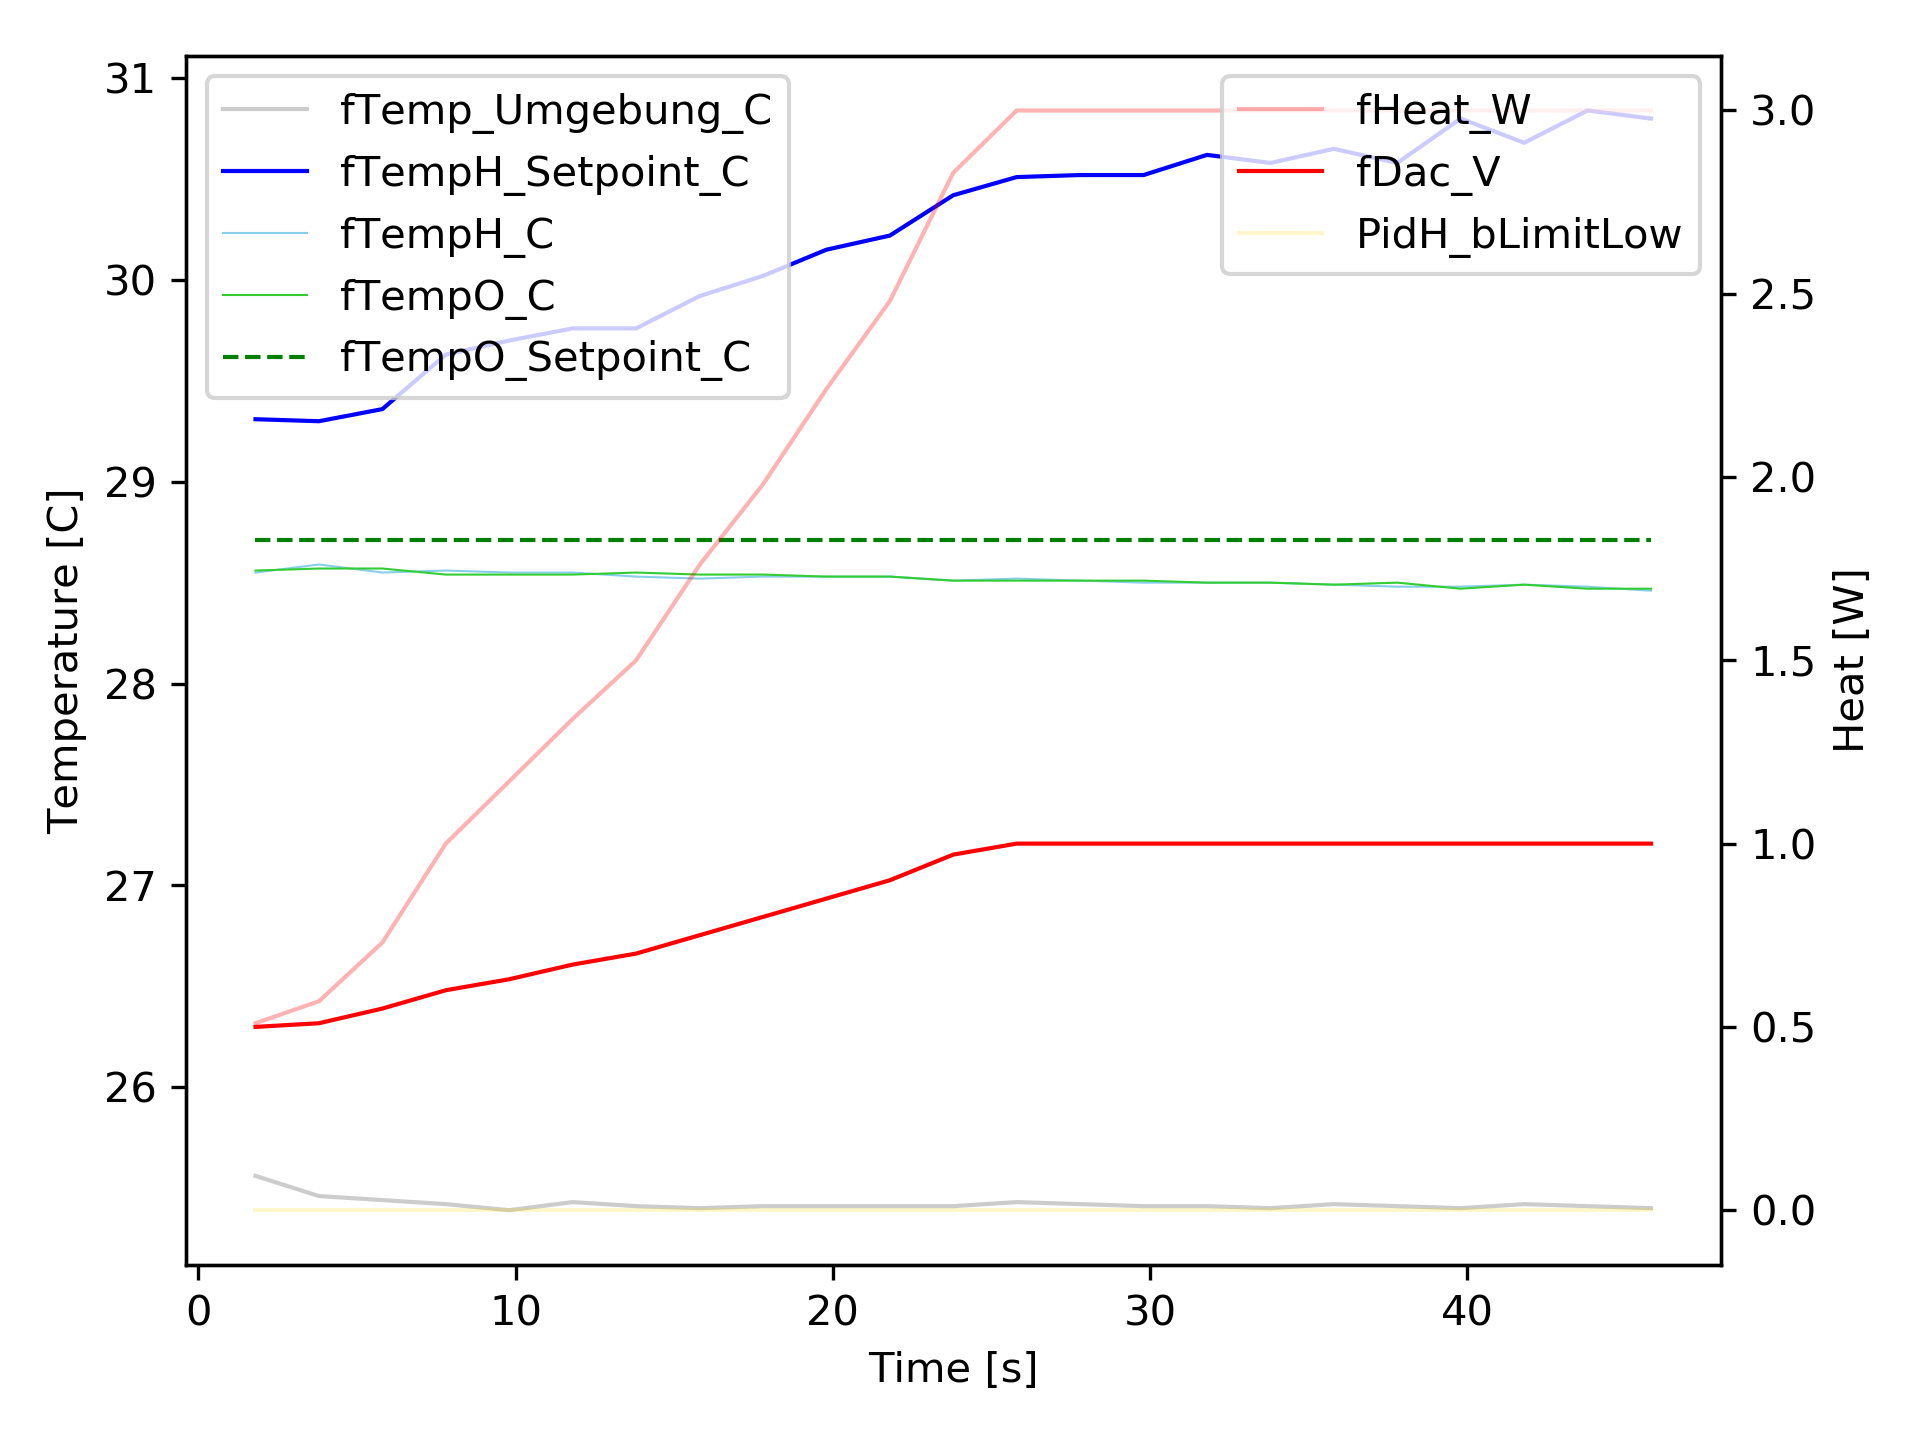 fTemp_Umgebung_C
fTempH_Setpoint_C
fTempH_C
fTempO_C
fTempO_Setpoint_C
fHeat_W
fDac_V
PidH_bLimitLow
31
30
29
28
27
26
Temperature [C]
3.0
2.5
2.0
1.5
1.0
0.5
0.0
Heat [W]
0 10 20 30 40
Time [s]